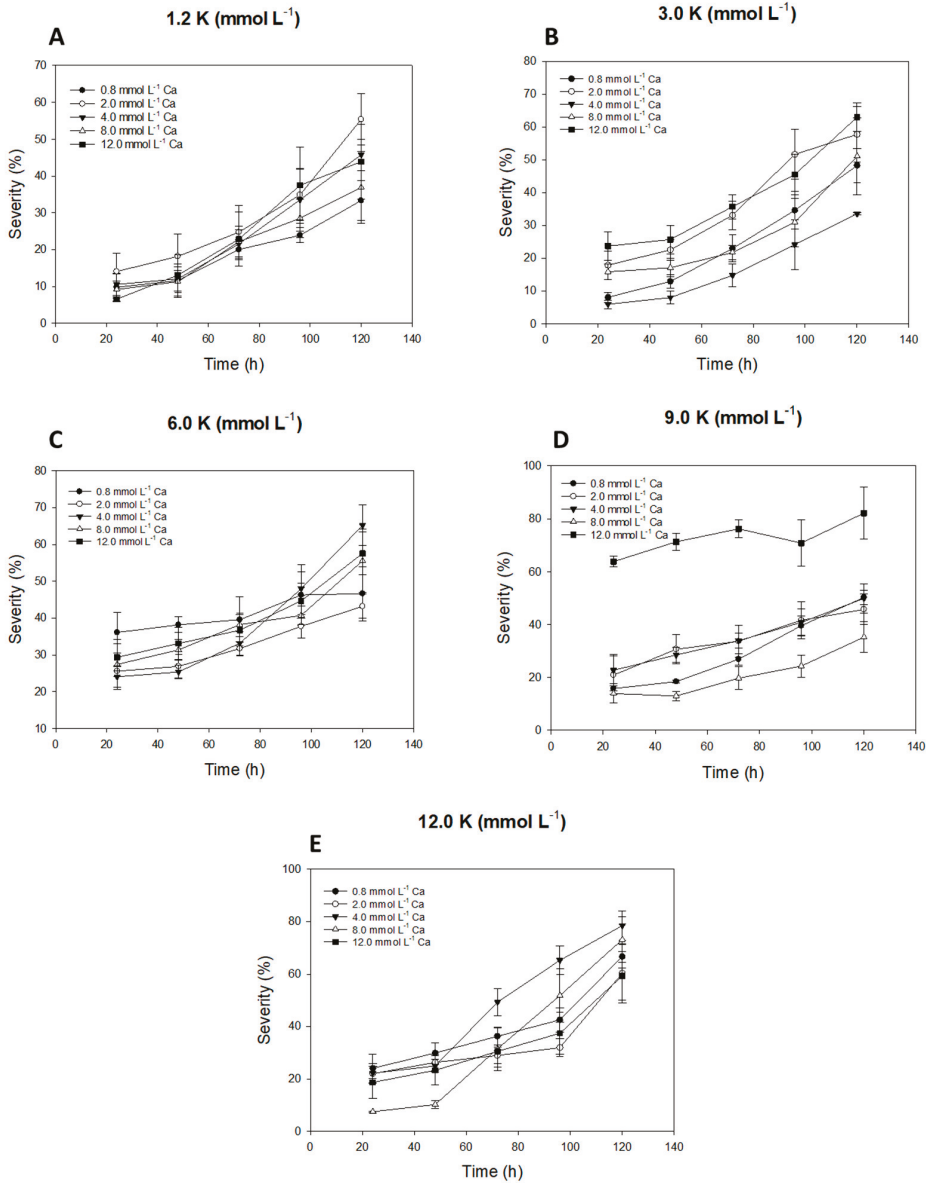 1.2 K (mmol L⁻¹)
A
70
60
50
40
30
20
10
0
0.8 mmol L⁻¹ Ca
2.0 mmol L⁻¹ Ca
4.0 mmol L⁻¹ Ca
8.0 mmol L⁻¹ Ca
12.0 mmol L⁻¹ Ca
Severity (%)
0 20 40 60 80 100 120 140
Time (h)
3.0 K (mmol L⁻¹)
B
80
70
60
50
40
30
20
10
0
0.8 mmol L⁻¹ Ca
2.0 mmol L⁻¹ Ca
4.0 mmol L⁻¹ Ca
8.0 mmol L⁻¹ Ca
12.0 mmol L⁻¹ Ca
Severity (%)
0 20 40 60 80 100 120 140
Time (h)
6.0 K (mmol L⁻¹)
C
80
70
60
50
40
30
20
10
0.8 mmol L⁻¹ Ca
2.0 mmol L⁻¹ Ca
4.0 mmol L⁻¹ Ca
8.0 mmol L⁻¹ Ca
12.0 mmol L⁻¹ Ca
Severity (%)
0 20 40 60 80 100 120 140
Time (h)
9.0 K (mmol L⁻¹)
D
100
80
60
40
20
0
0.8 mmol L⁻¹ Ca
2.0 mmol L⁻¹ Ca
4.0 mmol L⁻¹ Ca
8.0 mmol L⁻¹ Ca
12.0 mmol L⁻¹ Ca
Severity (%)
0 20 40 60 80 100 120 140
Time (h)
12.0 K (mmol L⁻¹)
E
100
80
60
40
20
0
0.8 mmol L⁻¹ Ca
2.0 mmol L⁻¹ Ca
4.0 mmol L⁻¹ Ca
8.0 mmol L⁻¹ Ca
12.0 mmol L⁻¹ Ca
Severity (%)
0 20 40 60 80 100 120 140
Time (h)